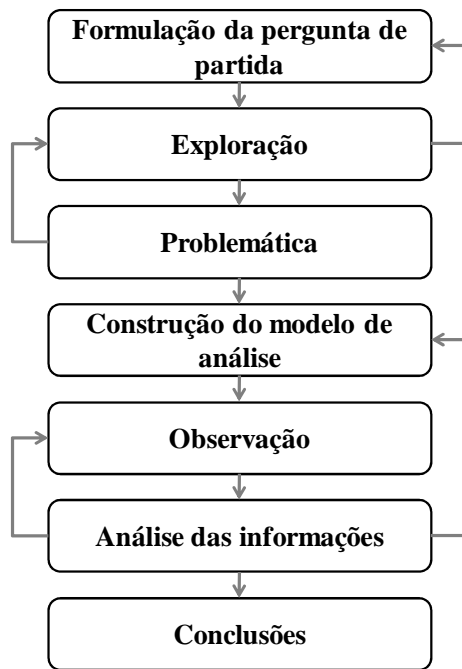 Formulação da pergunta de
partida
Exploração
Problemática
Construção do modelo de
análise
Observação
Análise das informações
Conclusões